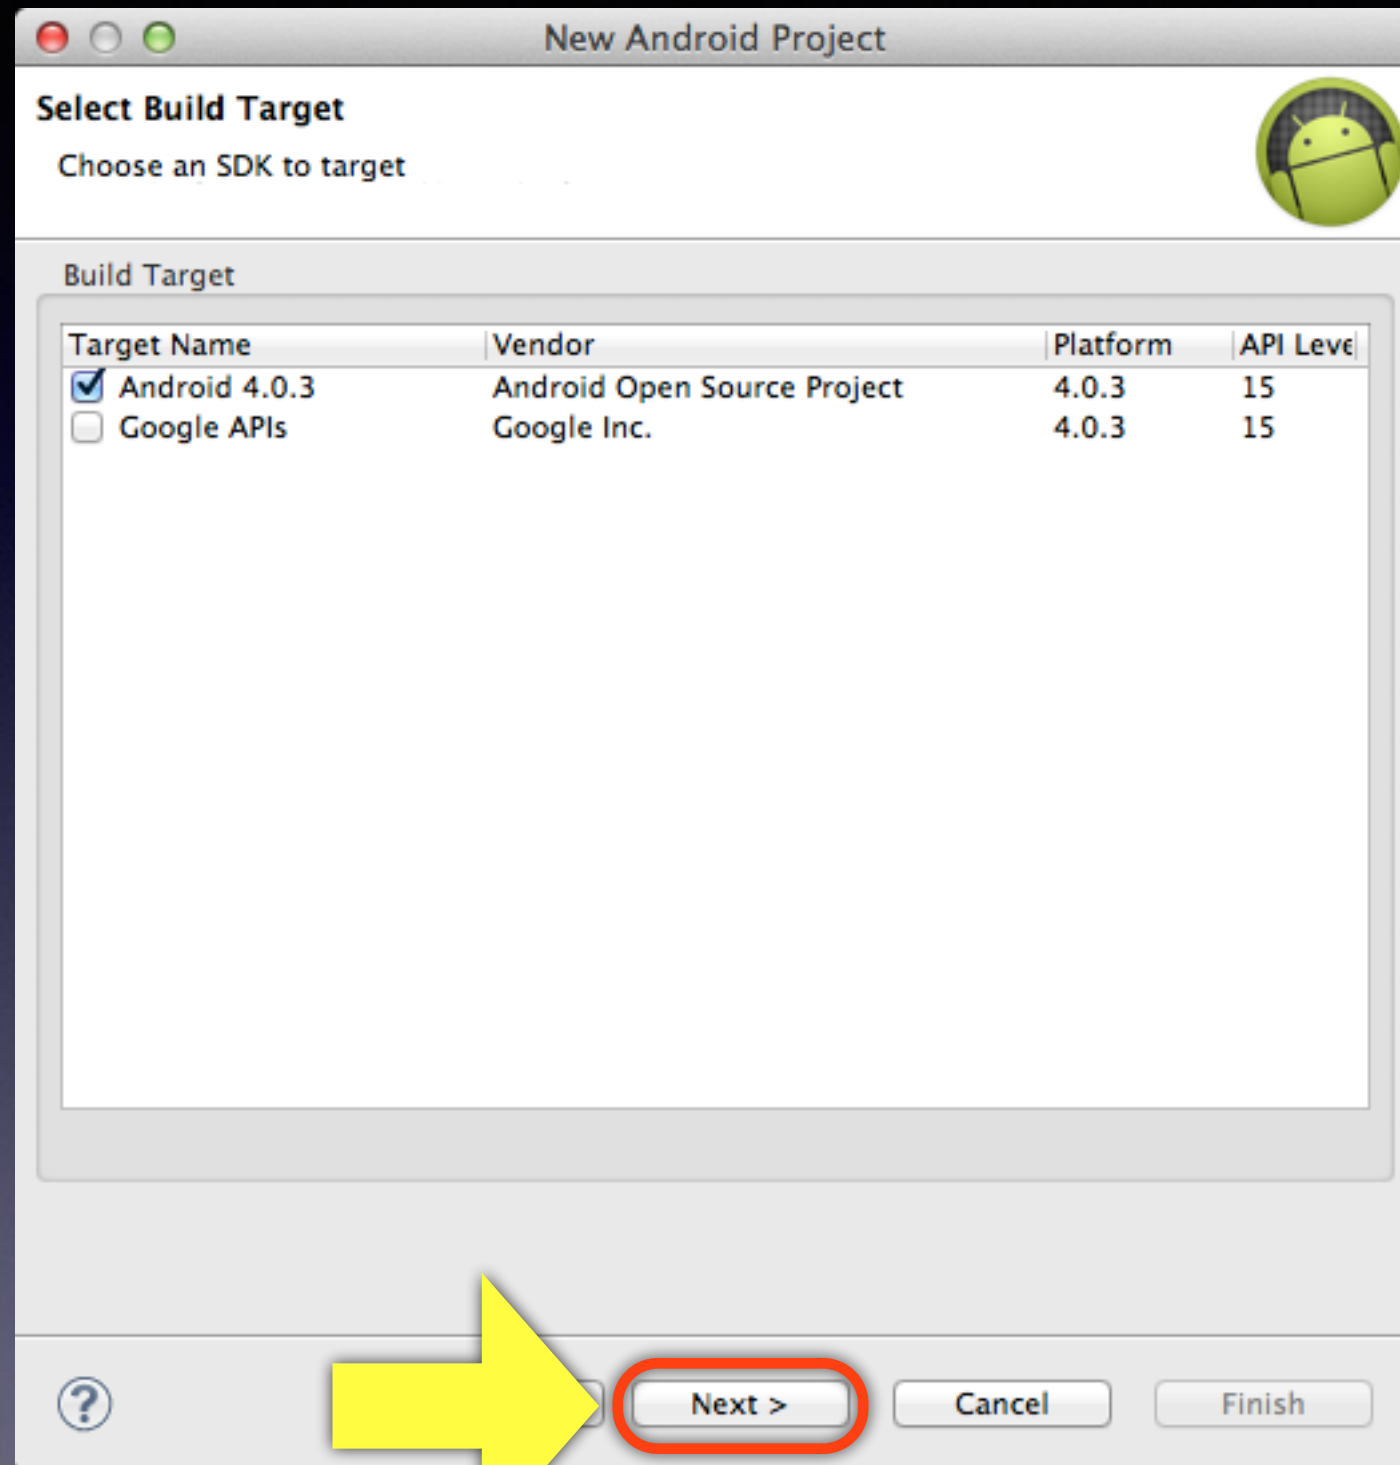 New Android Project
Select Build Target
Choose an SDK to target
Build Target
Target Name Vendor Platform API Leve
Android 4.0.3 Android Open Source Project 4.0.3 15
Google APIs Google Inc. 4.0.3 15
? Next > Cancel Finish